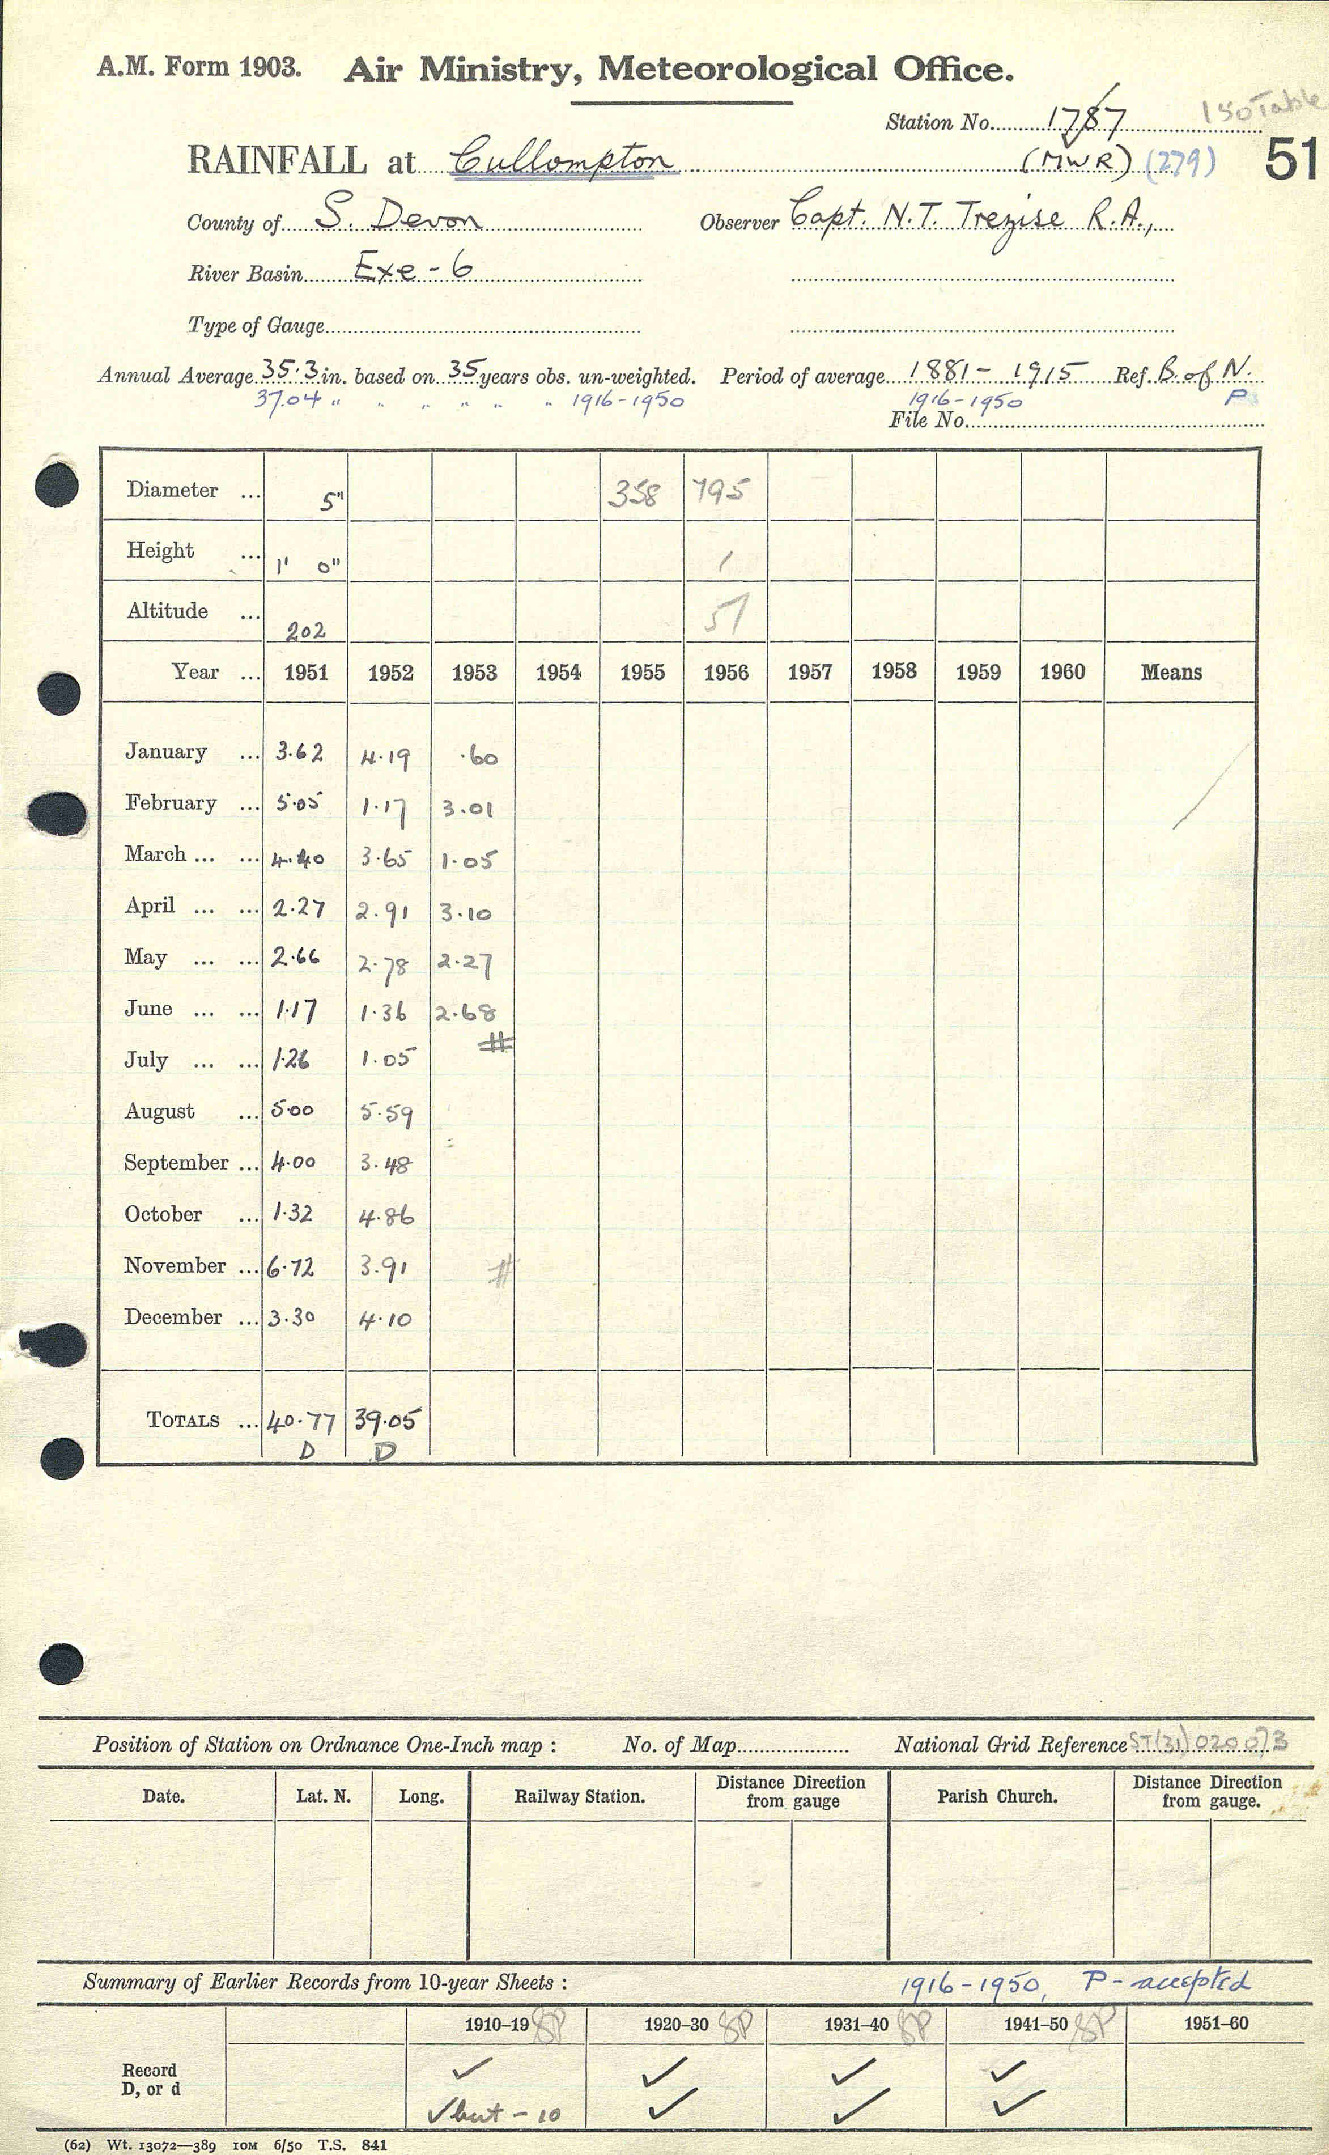 A.M. Form 1903. Air Ministry, Meteorological Office.
Station No. 1787 IsoTable
RAINFALL at Cullompton (MWR) (279) 51
County of S. Devon Observer Capt. N.T. Trezise R.A.,
River Basin Exe - 6
Type of Gauge
Annual Average 35.3 in. based on 35 years obs. un-weighted. Period of average 1881 - 1915 Ref. B of N.
37.04 " " " " " " 1916-1950 1916-1950 P
File No.
Diameter ... 5" 358 795
Height ... 1' 0" 1
Altitude ... 202 51
Year ... 1951 1952 1953 1954 1955 1956 1957 1958 1959 1960 Means
January ... 3.62 4.19 .60
February ... 5.05 1.17 3.01
March ... ... 4.40 3.65 1.05
April ... ... 2.27 2.91 3.10
May ... ... 2.66 2.78 2.27
June ... ... 1.17 1.36 2.68
July ... ... 1.26 1.05
August ... 5.00 5.59
September ... 4.00 3.48
October ... 1.32 4.86
November ... 6.72 3.91
December ... 3.30 4.10
TOTALS ... 40.77 39.05
D D
Position of Station on Ordnance One-Inch map : No. of Map National Grid Reference ST(31)020073
Date. Lat. N. Long. Railway Station. Distance Direction from gauge Parish Church. Distance Direction from gauge.
Summary of Earlier Records from 10-year Sheets : 1916-1950, P - accepted
1910–19 1920–30 1931–40 1941–50 1951–60
Record ✓ ✓ ✓ ✓
D, or d ✓ but - 10 ✓ ✓ ✓
(62) Wt. 13072—389 10M 6/50 T.S. 841